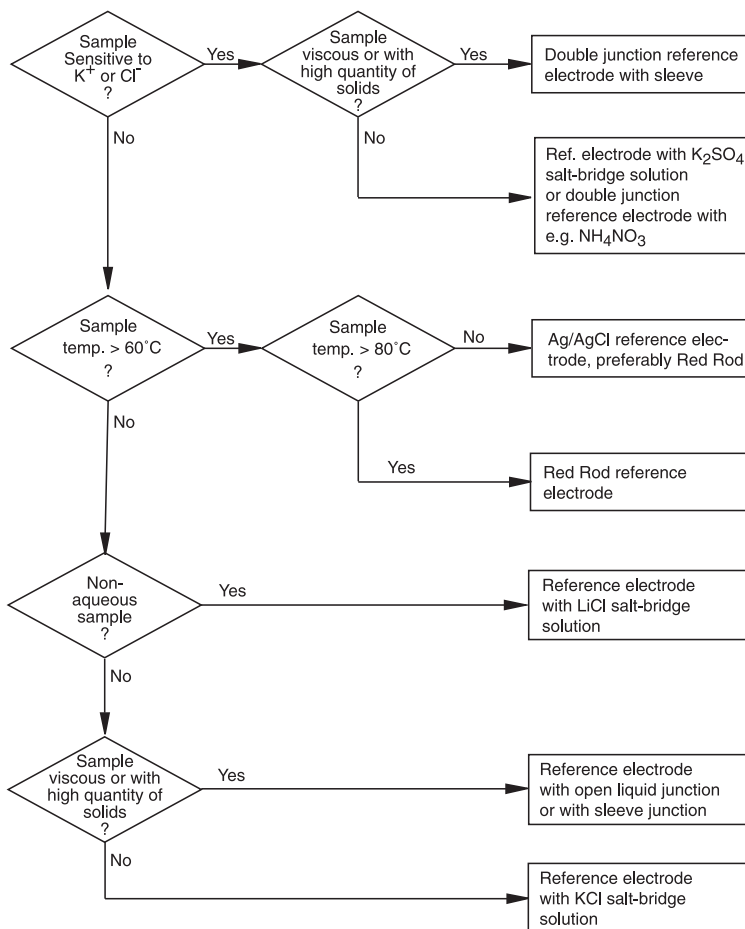 Sample
Sensitive to
K⁺ or Cl⁻
?
Yes
Sample
viscous or with
high quantity of
solids
?
Yes
Double junction reference
electrode with sleeve
No
No
Ref. electrode with K₂SO₄
salt-bridge solution
or double junction
reference electrode with
e.g. NH₄NO₃
Sample
temp. > 60°C
?
Yes
Sample
temp. > 80°C
?
No
Ag/AgCl reference elec-
trode, preferably Red Rod
No
Yes
Red Rod reference
electrode
Non-
aqueous
sample
?
Yes
Reference electrode
with LiCl salt-bridge
solution
No
Sample
viscous or with
high quantity of
solids
?
Yes
Reference electrode
with open liquid junction
or with sleeve junction
No
Reference electrode
with KCl salt-bridge
solution